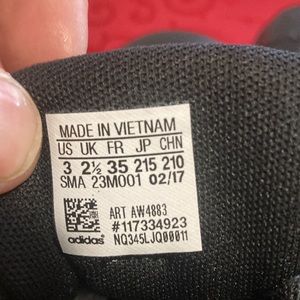 MADE IN VIETNAM
US UK FR JP CHN
3 2½ 35 215 210
SMA 23M001 02/17
ART AW4883
#117334923
adidas NQ345LJQ00011